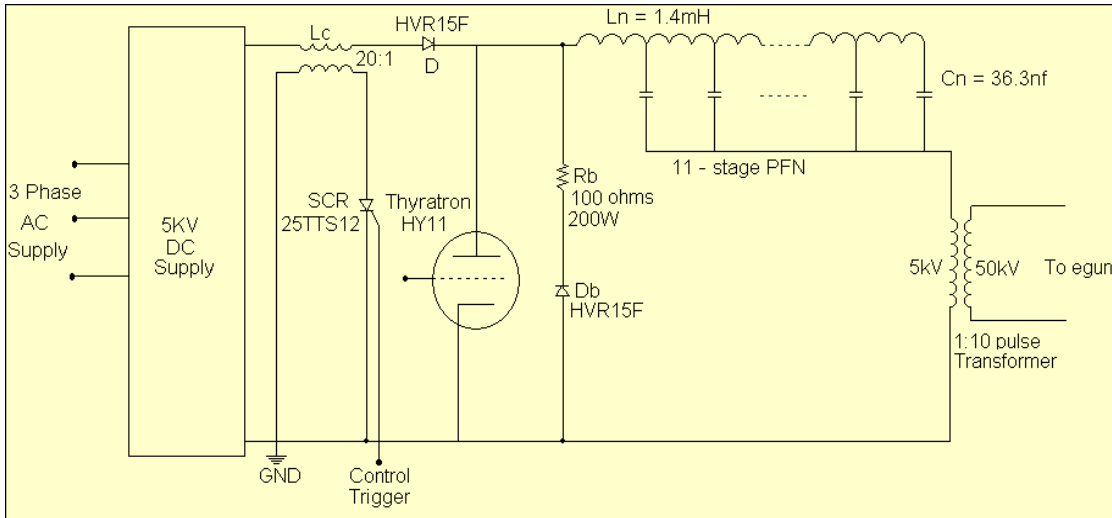 HVR15F
Ln = 1.4mH
Lc
20:1
D
Cn = 36.3nf
11 - stage PFN
3 Phase
AC
Supply
5KV
DC
Supply
SCR
25TTS12
Thyratron
HY11
Rb
100 ohms
200W
Db
HVR15F
5kV
50kV
To egun
1:10 pulse
Transformer
GND
Control
Trigger